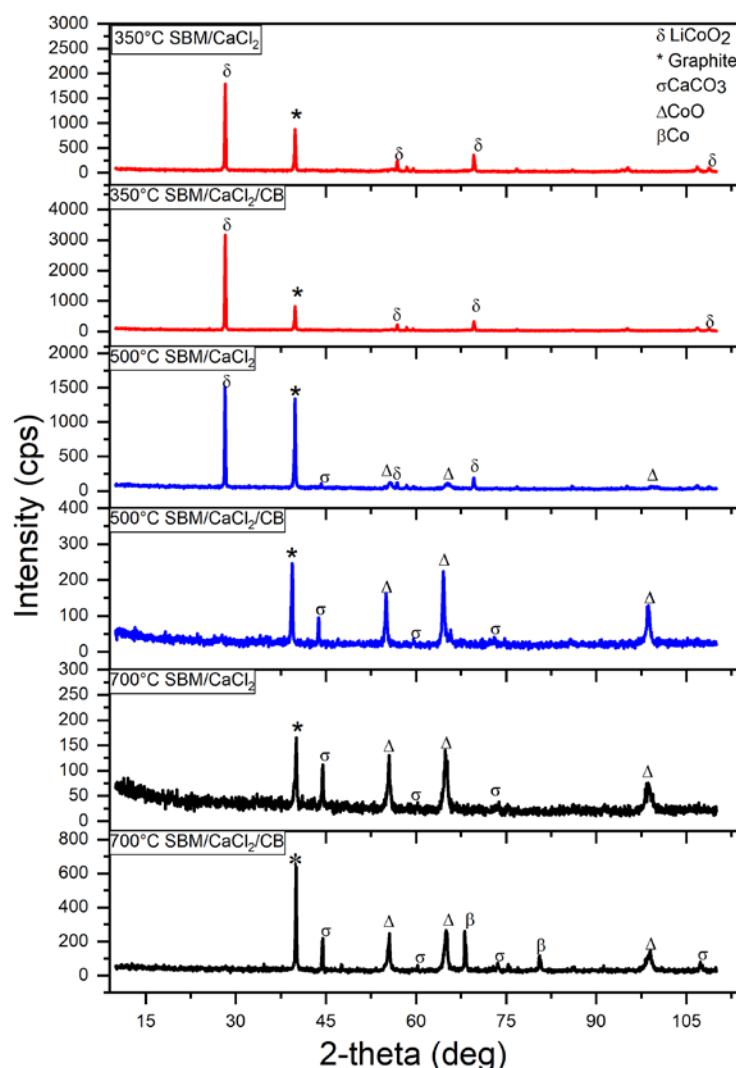 350°C SBM/CaCl₂
δ LiCoO₂
* Graphite
σCaCO₃
ΔCoO
βCo
3000
2500
2000
1500
1000
500
0
δ
*
δ
δ
δ
350°C SBM/CaCl₂/CB
4000
3000
2000
1000
0
δ
*
δ
δ
δ
500°C SBM/CaCl₂
2000
1500
1000
500
0
δ
*
σ
Δ
δ
Δ
δ
Δ
500°C SBM/CaCl₂/CB
400
300
200
100
0
*
σ
Δ
σ
Δ
σ
Δ
700°C SBM/CaCl₂
300
250
200
150
100
50
0
*
σ
Δ
σ
Δ
σ
Δ
700°C SBM/CaCl₂/CB
800
600
400
200
0
*
σ
Δ
σ
Δ
β
σ
β
Δ
σ
15 30 45 60 75 90 105
2-theta (deg)
Intensity (cps)